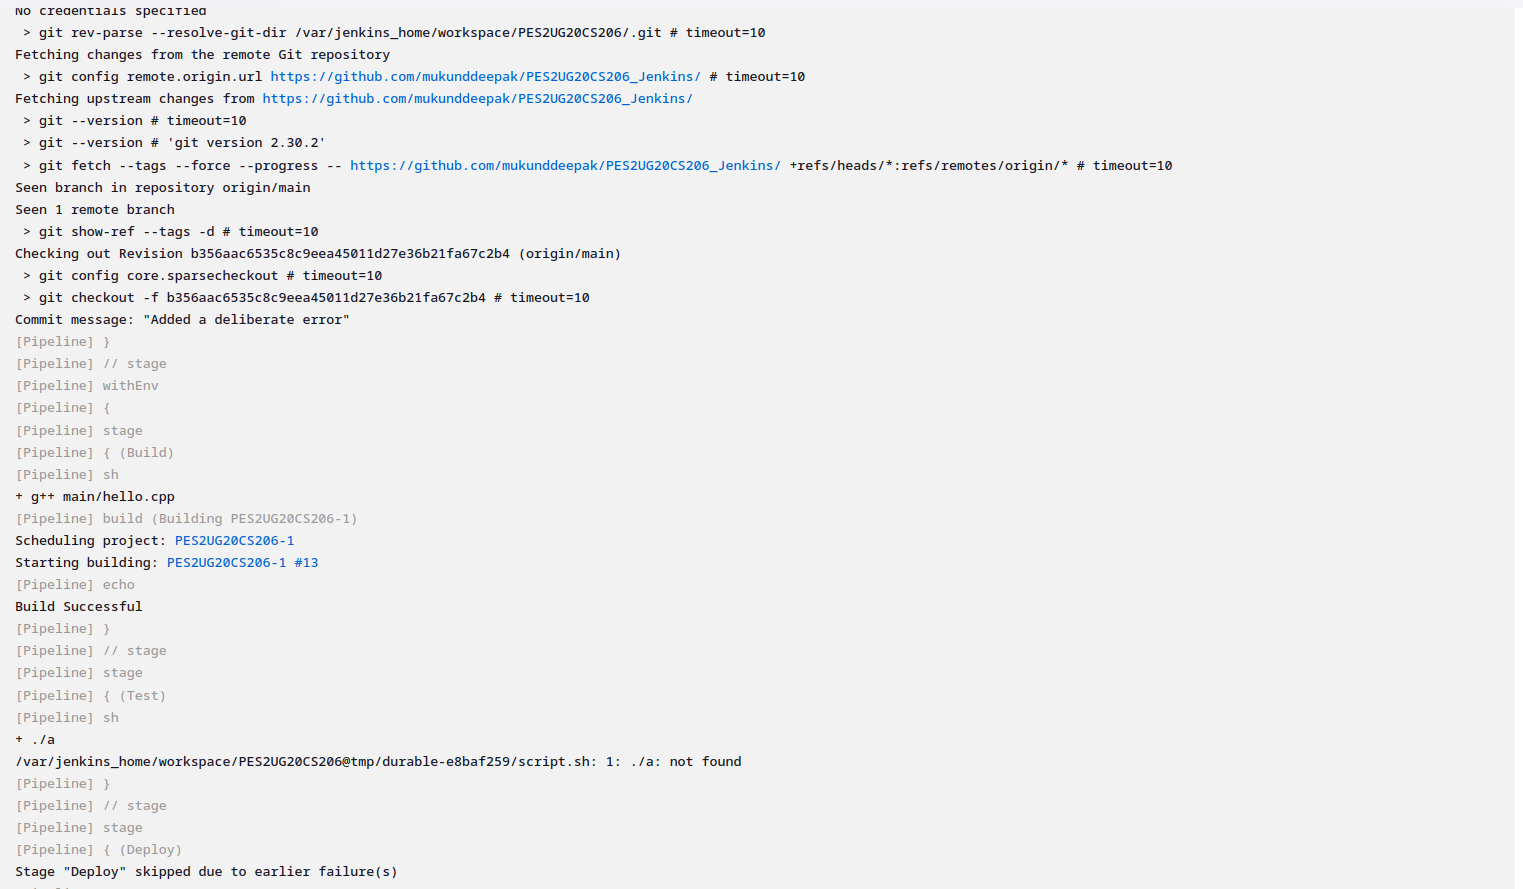 No credentials specified
 > git rev-parse --resolve-git-dir /var/jenkins_home/workspace/PES2UG20CS206/.git # timeout=10
Fetching changes from the remote Git repository
 > git config remote.origin.url https://github.com/mukunddeepak/PES2UG20CS206_Jenkins/ # timeout=10
Fetching upstream changes from https://github.com/mukunddeepak/PES2UG20CS206_Jenkins/
 > git --version # timeout=10
 > git --version # 'git version 2.30.2'
 > git fetch --tags --force --progress -- https://github.com/mukunddeepak/PES2UG20CS206_Jenkins/ +refs/heads/*:refs/remotes/origin/* # timeout=10
Seen branch in repository origin/main
Seen 1 remote branch
 > git show-ref --tags -d # timeout=10
Checking out Revision b356aac6535c8c9eea45011d27e36b21fa67c2b4 (origin/main)
 > git config core.sparsecheckout # timeout=10
 > git checkout -f b356aac6535c8c9eea45011d27e36b21fa67c2b4 # timeout=10
Commit message: "Added a deliberate error"
[Pipeline] }
[Pipeline] // stage
[Pipeline] withEnv
[Pipeline] {
[Pipeline] stage
[Pipeline] { (Build)
[Pipeline] sh
+ g++ main/hello.cpp
[Pipeline] build (Building PES2UG20CS206-1)
Scheduling project: PES2UG20CS206-1
Starting building: PES2UG20CS206-1 #13
[Pipeline] echo
Build Successful
[Pipeline] }
[Pipeline] // stage
[Pipeline] stage
[Pipeline] { (Test)
[Pipeline] sh
+ ./a
/var/jenkins_home/workspace/PES2UG20CS206@tmp/durable-e8baf259/script.sh: 1: ./a: not found
[Pipeline] }
[Pipeline] // stage
[Pipeline] stage
[Pipeline] { (Deploy)
Stage "Deploy" skipped due to earlier failure(s)